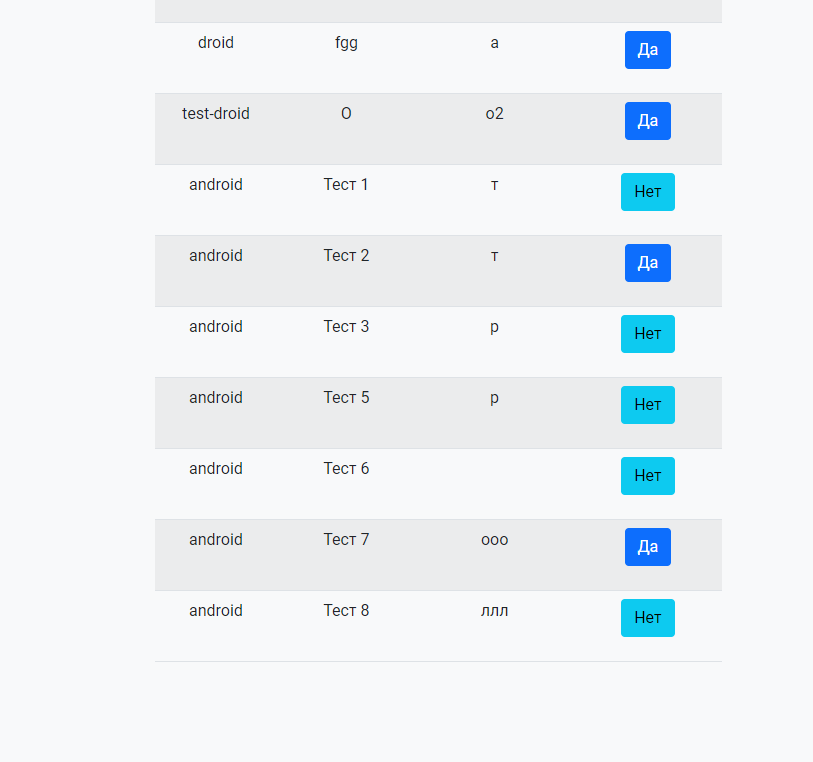 droid fgg a Да
test-droid O o2 Да
android Тест 1 т Нет
android Тест 2 т Да
android Тест 3 р Нет
android Тест 5 р Нет
android Тест 6 Нет
android Тест 7 ооо Да
android Тест 8 ллл Нет